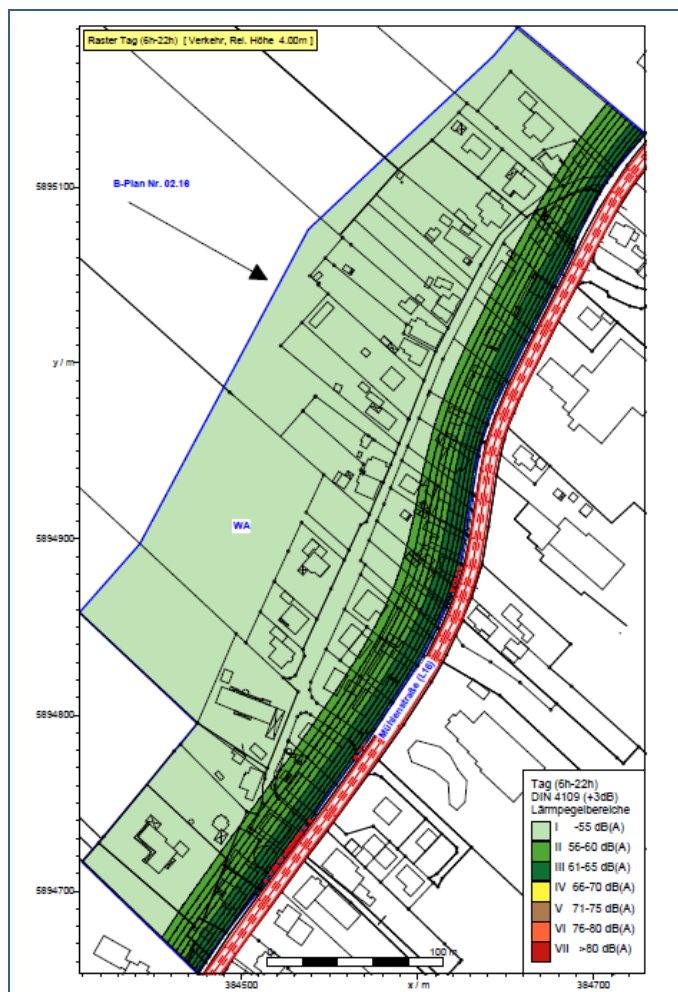 Raster Tag (6h-22h) [ Verkehr, Rel. Höhe 4.00m ]
B-Plan Nr. 02.16
5895100
y / m
WA
5894900
5894800
5894700
Mühlenstraße (L16)
Tag (6h-22h)
DIN 4109 (+3dB)
Lärmpegelbereiche
I -55 dB(A)
II 56-60 dB(A)
III 61-65 dB(A)
IV 66-70 dB(A)
V 71-75 dB(A)
VI 76-80 dB(A)
VII >80 dB(A)
0 100 m
384500
x / m
384700